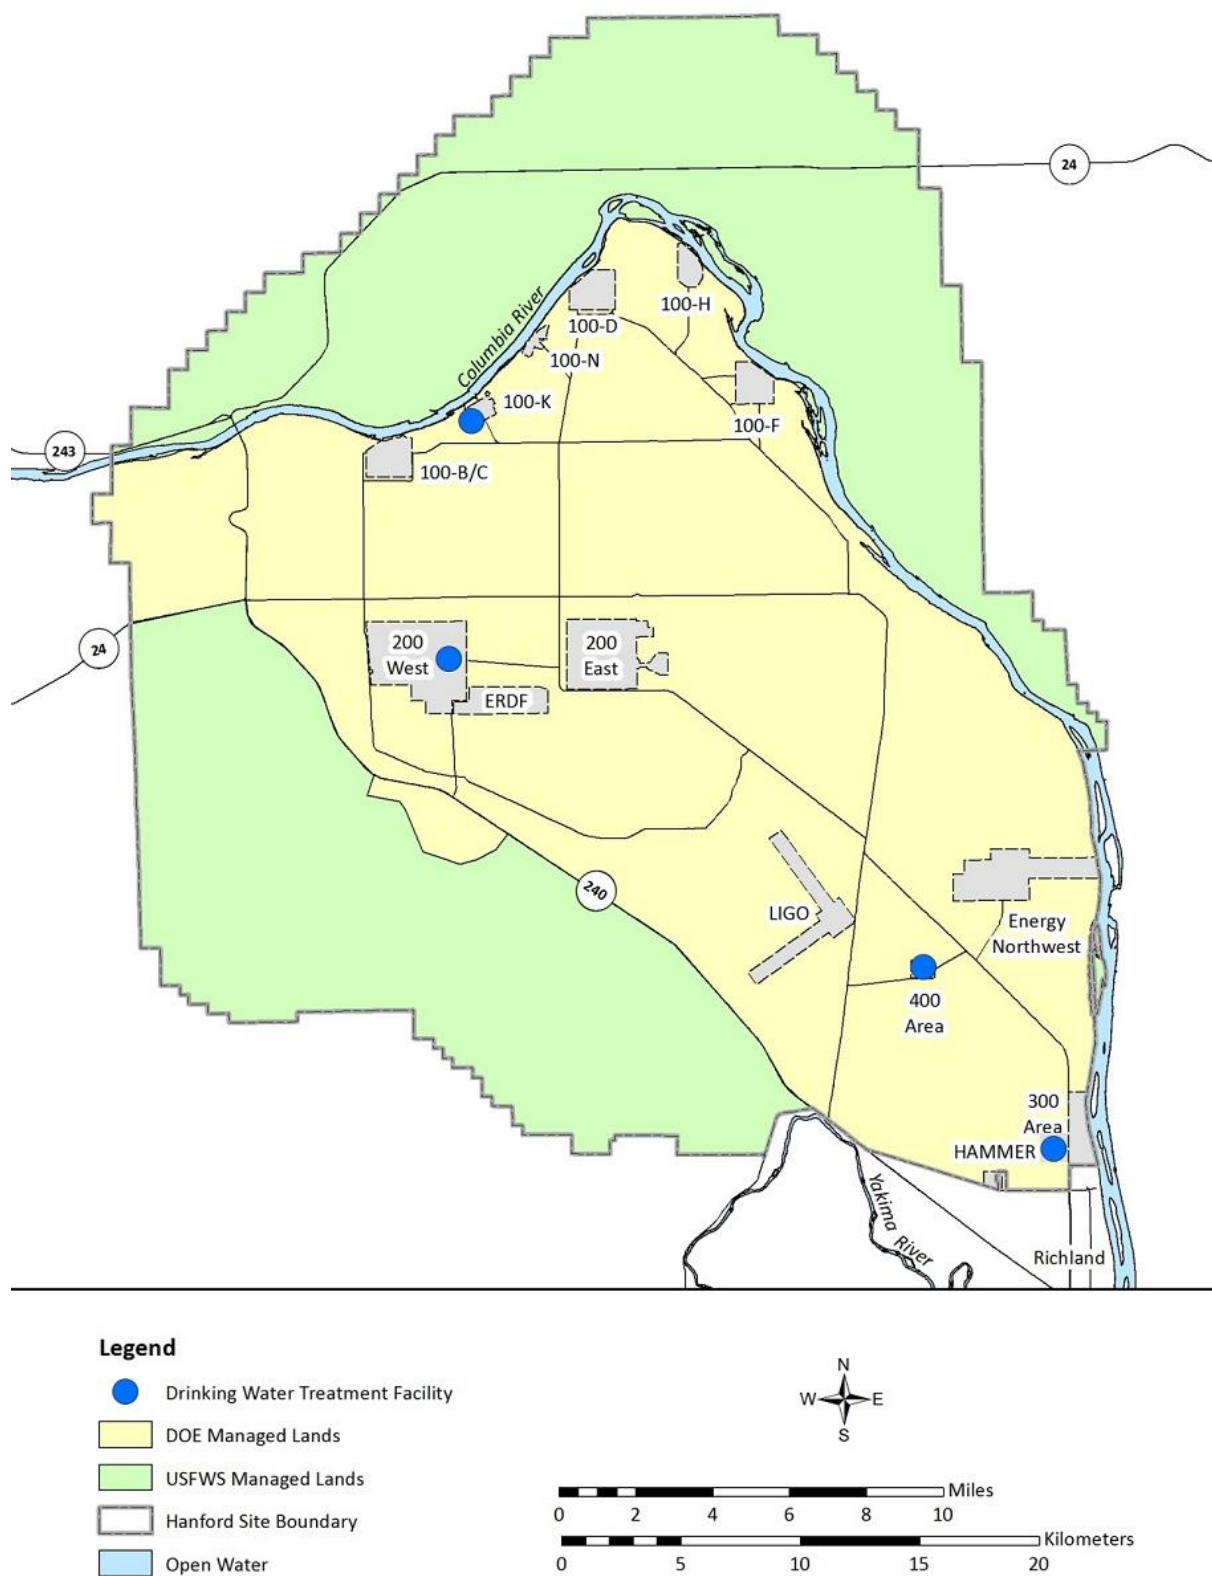 24
Columbia River
100-H
100-D
100-N
100-K
100-F
243
100-B/C
24
200
West
200
East
ERDF
240
LIGO
Energy
Northwest
400
Area
300
Area
HAMMER
Yakima
River
Richland
Legend
Drinking Water Treatment Facility
DOE Managed Lands
USFWS Managed Lands
Hanford Site Boundary
Open Water
N
W
E
S
Miles
0 2 4 6 8 10
Kilometers
0 5 10 15 20